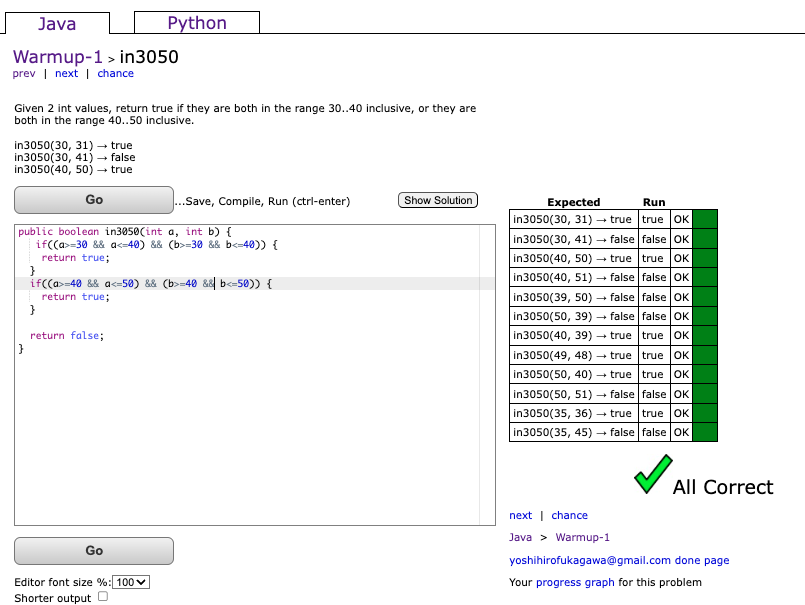 Java
Python
Warmup-1 > in3050
prev | next | chance
Given 2 int values, return true if they are both in the range 30..40 inclusive, or they are
both in the range 40..50 inclusive.
in3050(30, 31) → true
in3050(30, 41) → false
in3050(40, 50) → true
Go
...Save, Compile, Run (ctrl-enter)
Show Solution
public boolean in3050(int a, int b) {
if((a>=30 && a<=40) && (b>=30 && b<=40)) {
return true;
}
if((a>=40 && a<=50) && (b>=40 && b<=50)) {
return true;
}
return false;
}
Go
Editor font size %: 100
Shorter output
Expected Run
in3050(30, 31) → true true OK
in3050(30, 41) → false false OK
in3050(40, 50) → true true OK
in3050(40, 51) → false false OK
in3050(39, 50) → false false OK
in3050(50, 39) → false false OK
in3050(40, 39) → true true OK
in3050(49, 48) → true true OK
in3050(50, 40) → true true OK
in3050(50, 51) → false false OK
in3050(35, 36) → true true OK
in3050(35, 45) → false false OK
All Correct
next | chance
Java > Warmup-1
yoshihirofukagawa@gmail.com done page
Your progress graph for this problem